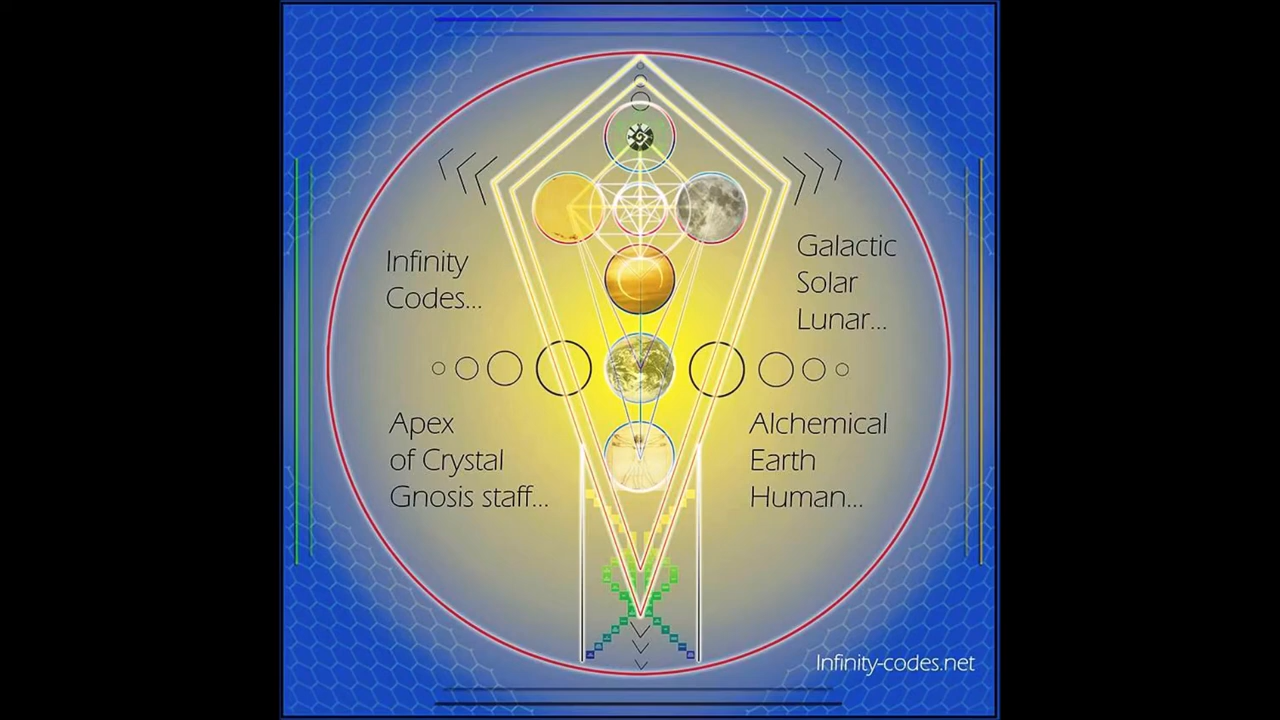 Infinity
Codes...
Galactic
Solar
Lunar...
Apex
of Crystal
Gnosis staff...
Alchemical
Earth
Human...
Infinity-codes.net